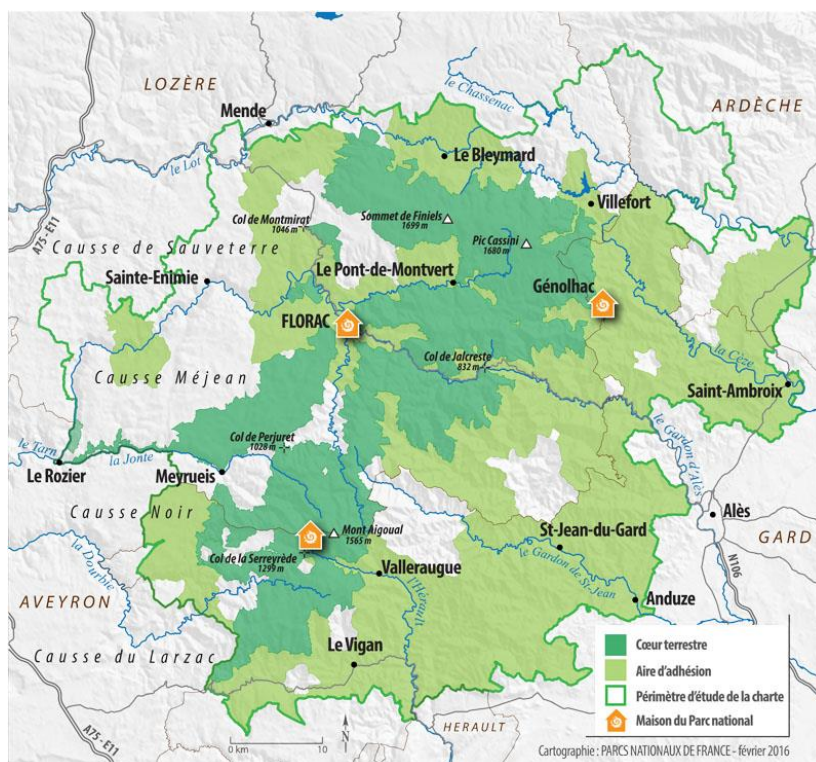 LOZÈRE
ARDÈCHE
le Chassenac
Mende
Le Bleymard
le Lot
Villefort
A75 - E11
Col de Montmirat
1046 m
Sommet de Finiels
1699 m
Pic Cassini
1680 m
Causse de Sauveterre
Sainte-Enimie
Le Pont-de-Montvert
Génolhac
FLORAC
la Cèze
Col de Jalcreste
832 m
Causse Méjean
Saint-Ambroix
le Gardon d'Alès
Col de Perjuret
1028 m
le Tarn
la Jonte
Le Rozier
Meyrueis
Causse Noir
Alès
Mont Aigoual
1565 m
St-Jean-du-Gard
GARD
la Dourbie
Col de la Serreyrède
1299 m
le Gardon de St-Jean
N106
Valleraugue
l'Hérault
Anduze
AVEYRON
Causse du Larzac
Le Vigan
Cœur terrestre
Aire d'adhésion
Périmètre d'étude de la charte
Maison du Parc national
A75 - E11
N
0 km 10
HERAULT
Cartographie : PARCS NATIONAUX DE FRANCE - février 2016